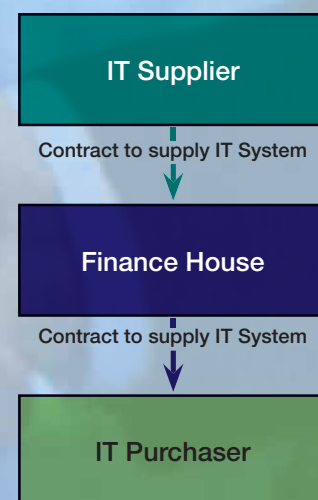 IT Supplier
Contract to supply IT System
Finance House
Contract to supply IT System
IT Purchaser